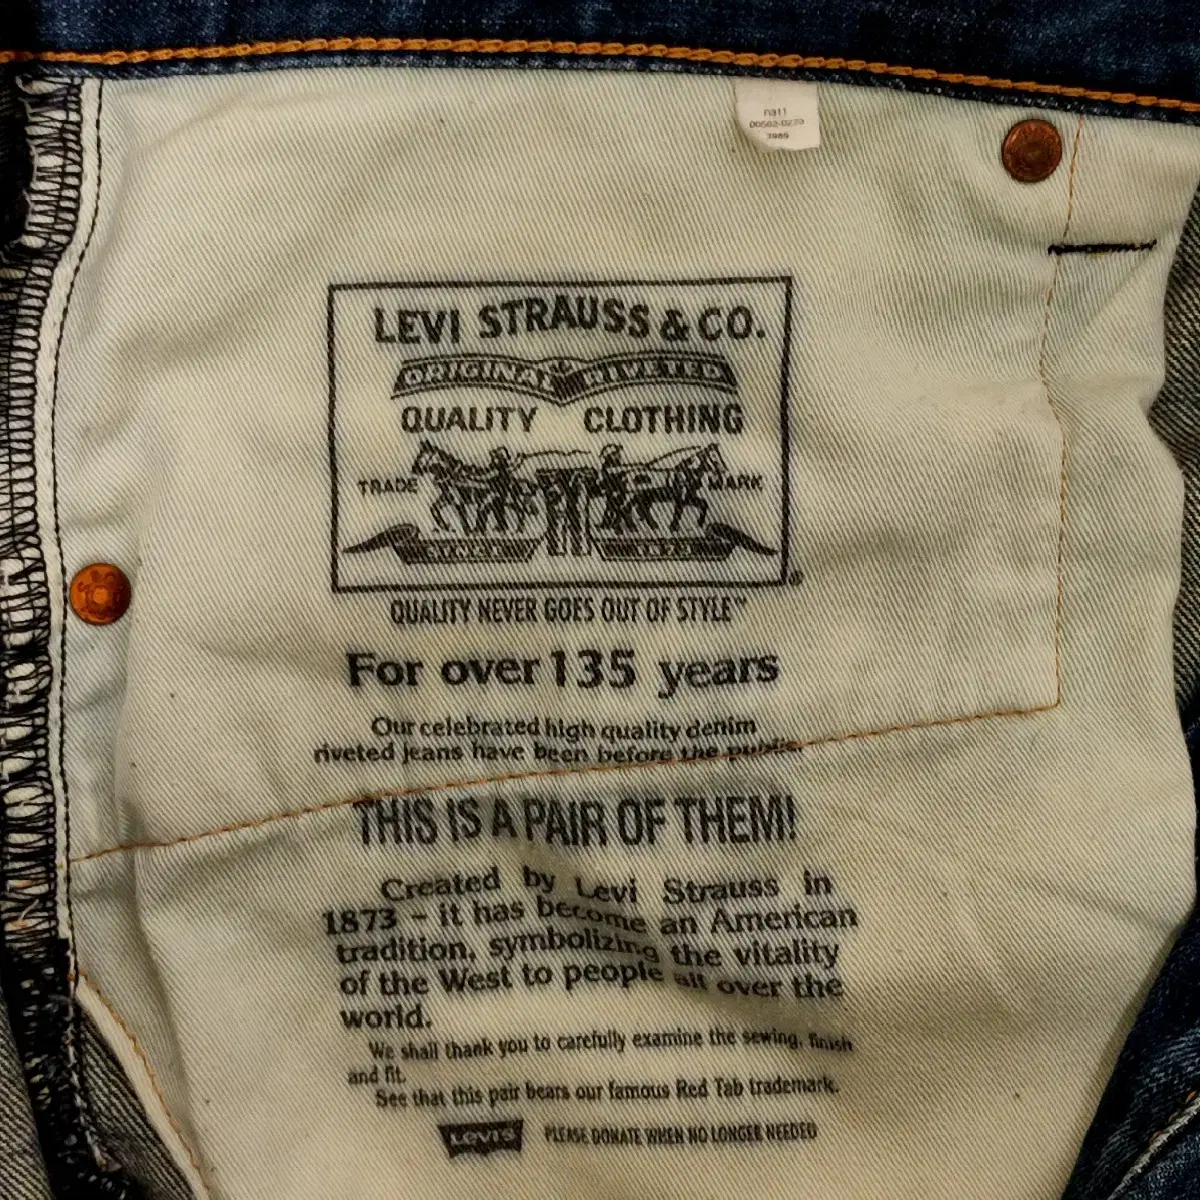 LEVI STRAUSS & CO.
ORIGINAL RIVETED
QUALITY CLOTHING
TRADE MARK
SINCE 1873
®
QUALITY NEVER GOES OUT OF STYLE™
For over 135 years
Our celebrated high quality denim
riveted jeans have been before the public.
THIS IS A PAIR OF THEM!
Created by Levi Strauss in
1873 – it has become an American
tradition, symbolizing the vitality
of the West to people all over the
world.
We shall thank you to carefully examine the sewing, finish
and fit.
See that this pair bears our famous Red Tab trademark.
LEVI'S PLEASE DONATE WHEN NO LONGER NEEDED